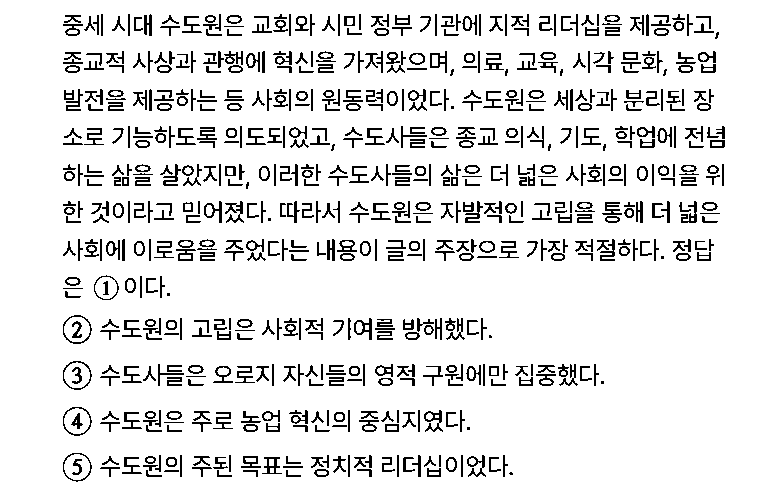 중세 시대 수도원은 교회와 시민 정부 기관에 지적 리더십을 제공하고,
종교적 사상과 관행에 혁신을 가져왔으며, 의료, 교육, 시각 문화, 농업
발전을 제공하는 등 사회의 원동력이었다. 수도원은 세상과 분리된 장
소로 기능하도록 의도되었고, 수도사들은 종교 의식, 기도, 학업에 전념
하는 삶을 살았지만, 이러한 수도사들의 삶은 더 넓은 사회의 이익을 위
한 것이라고 믿어졌다. 따라서 수도원은 자발적인 고립을 통해 더 넓은
사회에 이로움을 주었다는 내용이 글의 주장으로 가장 적절하다. 정답
은 ①이다.
② 수도원의 고립은 사회적 기여를 방해했다.
③ 수도사들은 오로지 자신들의 영적 구원에만 집중했다.
④ 수도원은 주로 농업 혁신의 중심지였다.
⑤ 수도원의 주된 목표는 정치적 리더십이었다.